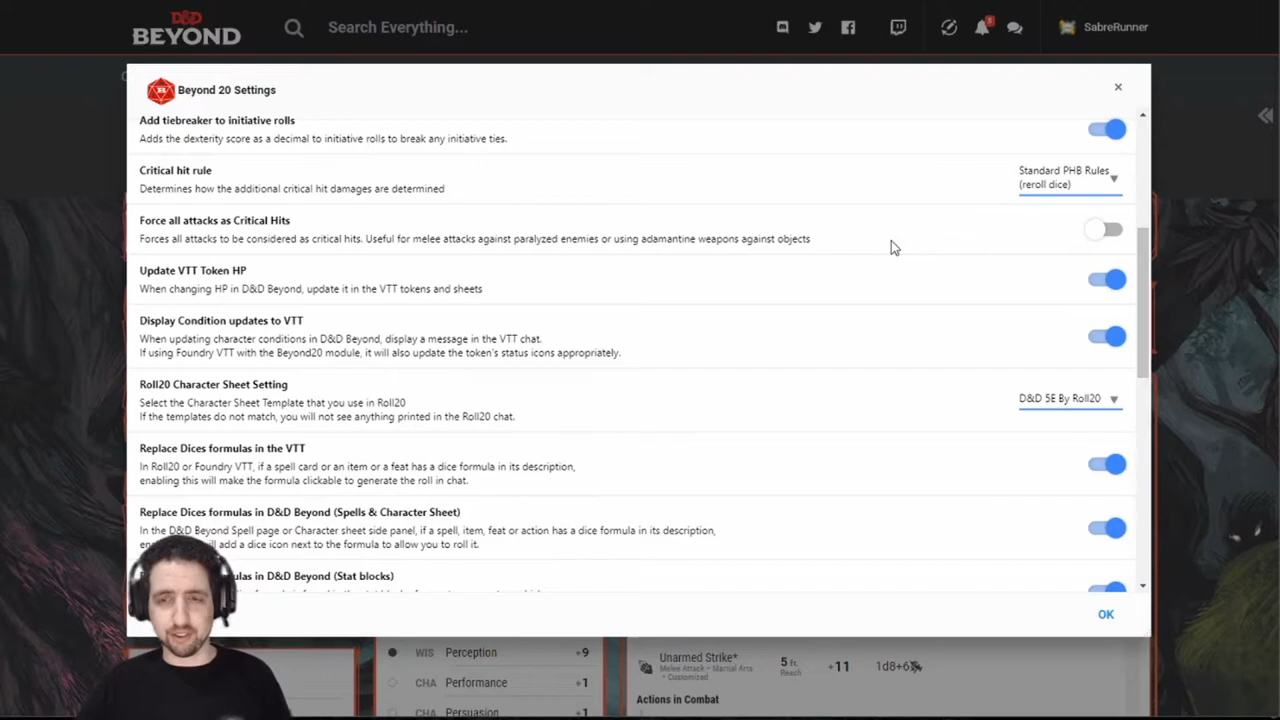 D&D
BEYOND
Search Everything...
5
SabreRunner
Beyond 20 Settings
×
Add tiebreaker to initiative rolls
Adds the dexterity score as a decimal to initiative rolls to break any initiative ties.
Critical hit rule
Determines how the additional critical hit damages are determined
Standard PHB Rules
(reroll dice)
Force all attacks as Critical Hits
Forces all attacks to be considered as critical hits. Useful for melee attacks against paralyzed enemies or using adamantine weapons against objects
Update VTT Token HP
When changing HP in D&D Beyond, update it in the VTT tokens and sheets
Display Condition updates to VTT
When updating character conditions in D&D Beyond, display a message in the VTT chat.
If using Foundry VTT with the Beyond20 module, it will also update the token's status icons appropriately.
Roll20 Character Sheet Setting
Select the Character Sheet Template that you use in Roll20
If the templates do not match, you will not see anything printed in the Roll20 chat.
D&D 5E By Roll20
Replace Dices formulas in the VTT
In Roll20 or Foundry VTT, if a spell card or an item or a feat has a dice formula in its description,
enabling this will make the formula clickable to generate the roll in chat.
Replace Dices formulas in D&D Beyond (Spells & Character Sheet)
In the D&D Beyond Spell page or Character sheet side panel, if a spell, item, feat or action has a dice formula in its description,
add a dice icon next to the formula to allow you to roll it.
in D&D Beyond (Stat blocks)
OK
WIS Perception +9
CHA Performance +1
CHA Persuasion +1
Unarmed Strike*
Melee Attack • Martial Arts
• Customized
5 ft.
Reach
+11
1d8+6
Actions in Combat